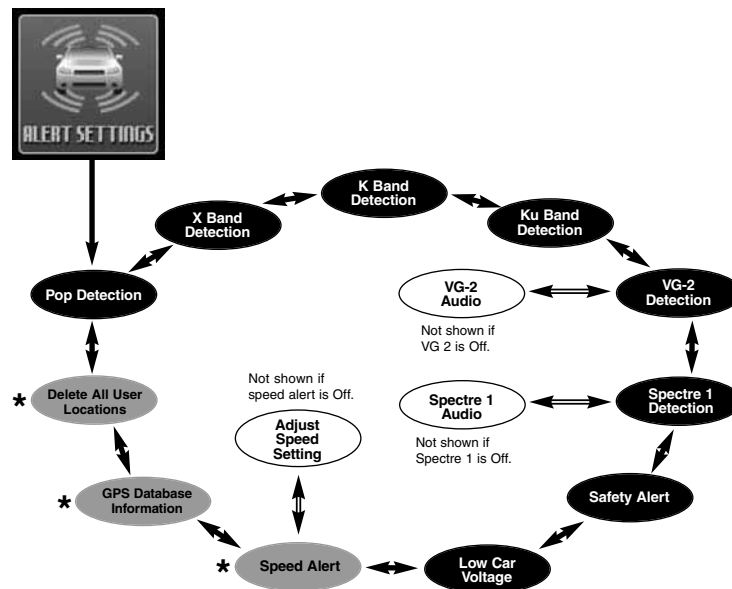 ALERT SETTINGS
K Band
Detection
X Band
Detection
Ku Band
Detection
Pop Detection
VG-2
Audio
VG-2
Detection
Not shown if
VG 2 is Off.
* Delete All User
Locations
Not shown if
speed alert is Off.
Adjust
Speed
Setting
Spectre 1
Audio
Spectre 1
Detection
Not shown if
Spectre 1 is Off.
* GPS Database
Information
Safety Alert
* Speed Alert
Low Car
Voltage